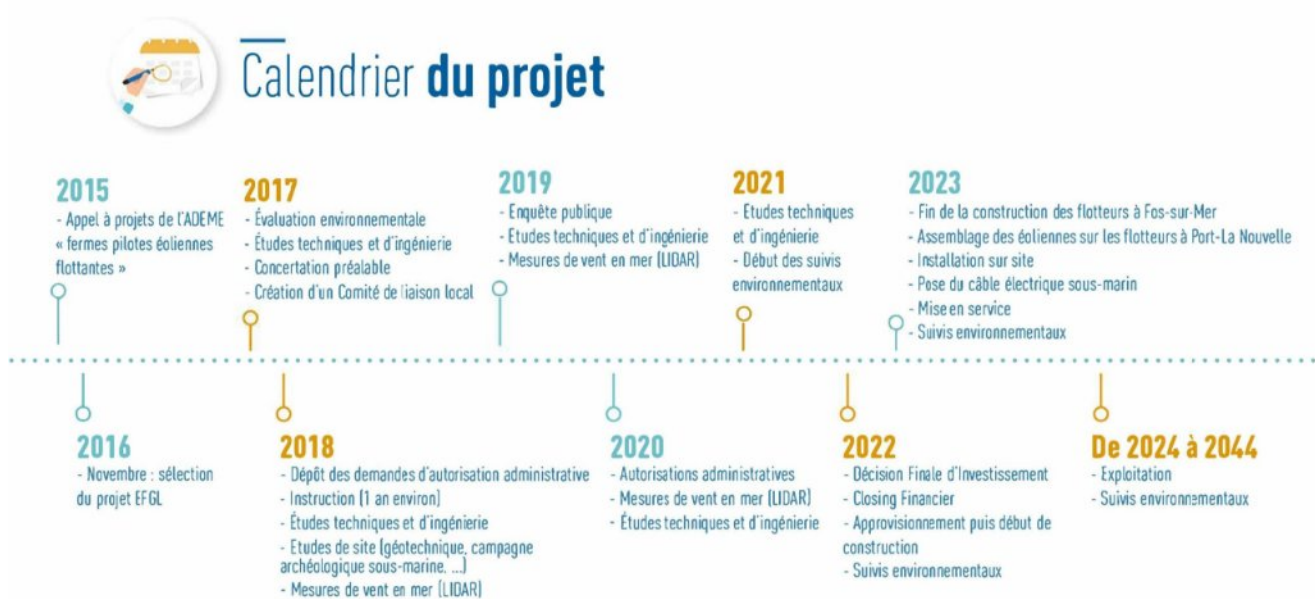 Calendrier du projet
2015
- Appel à projets de l'ADEME
« fermes pilotes éoliennes
flottantes »
2017
- Évaluation environnementale
- Études techniques et d'ingénierie
- Concertation préalable
- Création d'un Comité de liaison local
2019
- Enquête publique
- Etudes techniques et d'ingénierie
- Mesures de vent en mer (LIDAR)
2021
- Etudes techniques
et d'ingénierie
- Début des suivis
environnementaux
2023
- Fin de la construction des flotteurs à Fos-sur-Mer
- Assemblage des éoliennes sur les flotteurs à Port-La Nouvelle
- Installation sur site
- Pose du câble électrique sous-marin
- Mise en service
- Suivis environnementaux
2016
- Novembre : sélection
du projet EFGL
2018
- Dépôt des demandes d'autorisation administrative
- Instruction (1 an environ)
- Études techniques et d'ingénierie
- Etudes de site (géotechnique, campagne
archéologique sous-marine, ...)
- Mesures de vent en mer (LIDAR)
2020
- Autorisations administratives
- Mesures de vent en mer (LIDAR)
- Études techniques et d'ingénierie
2022
- Décision Finale d'Investissement
- Closing Financier
- Approvisionnement puis début de
construction
- Suivis environnementaux
De 2024 à 2044
- Exploitation
- Suivis environnementaux